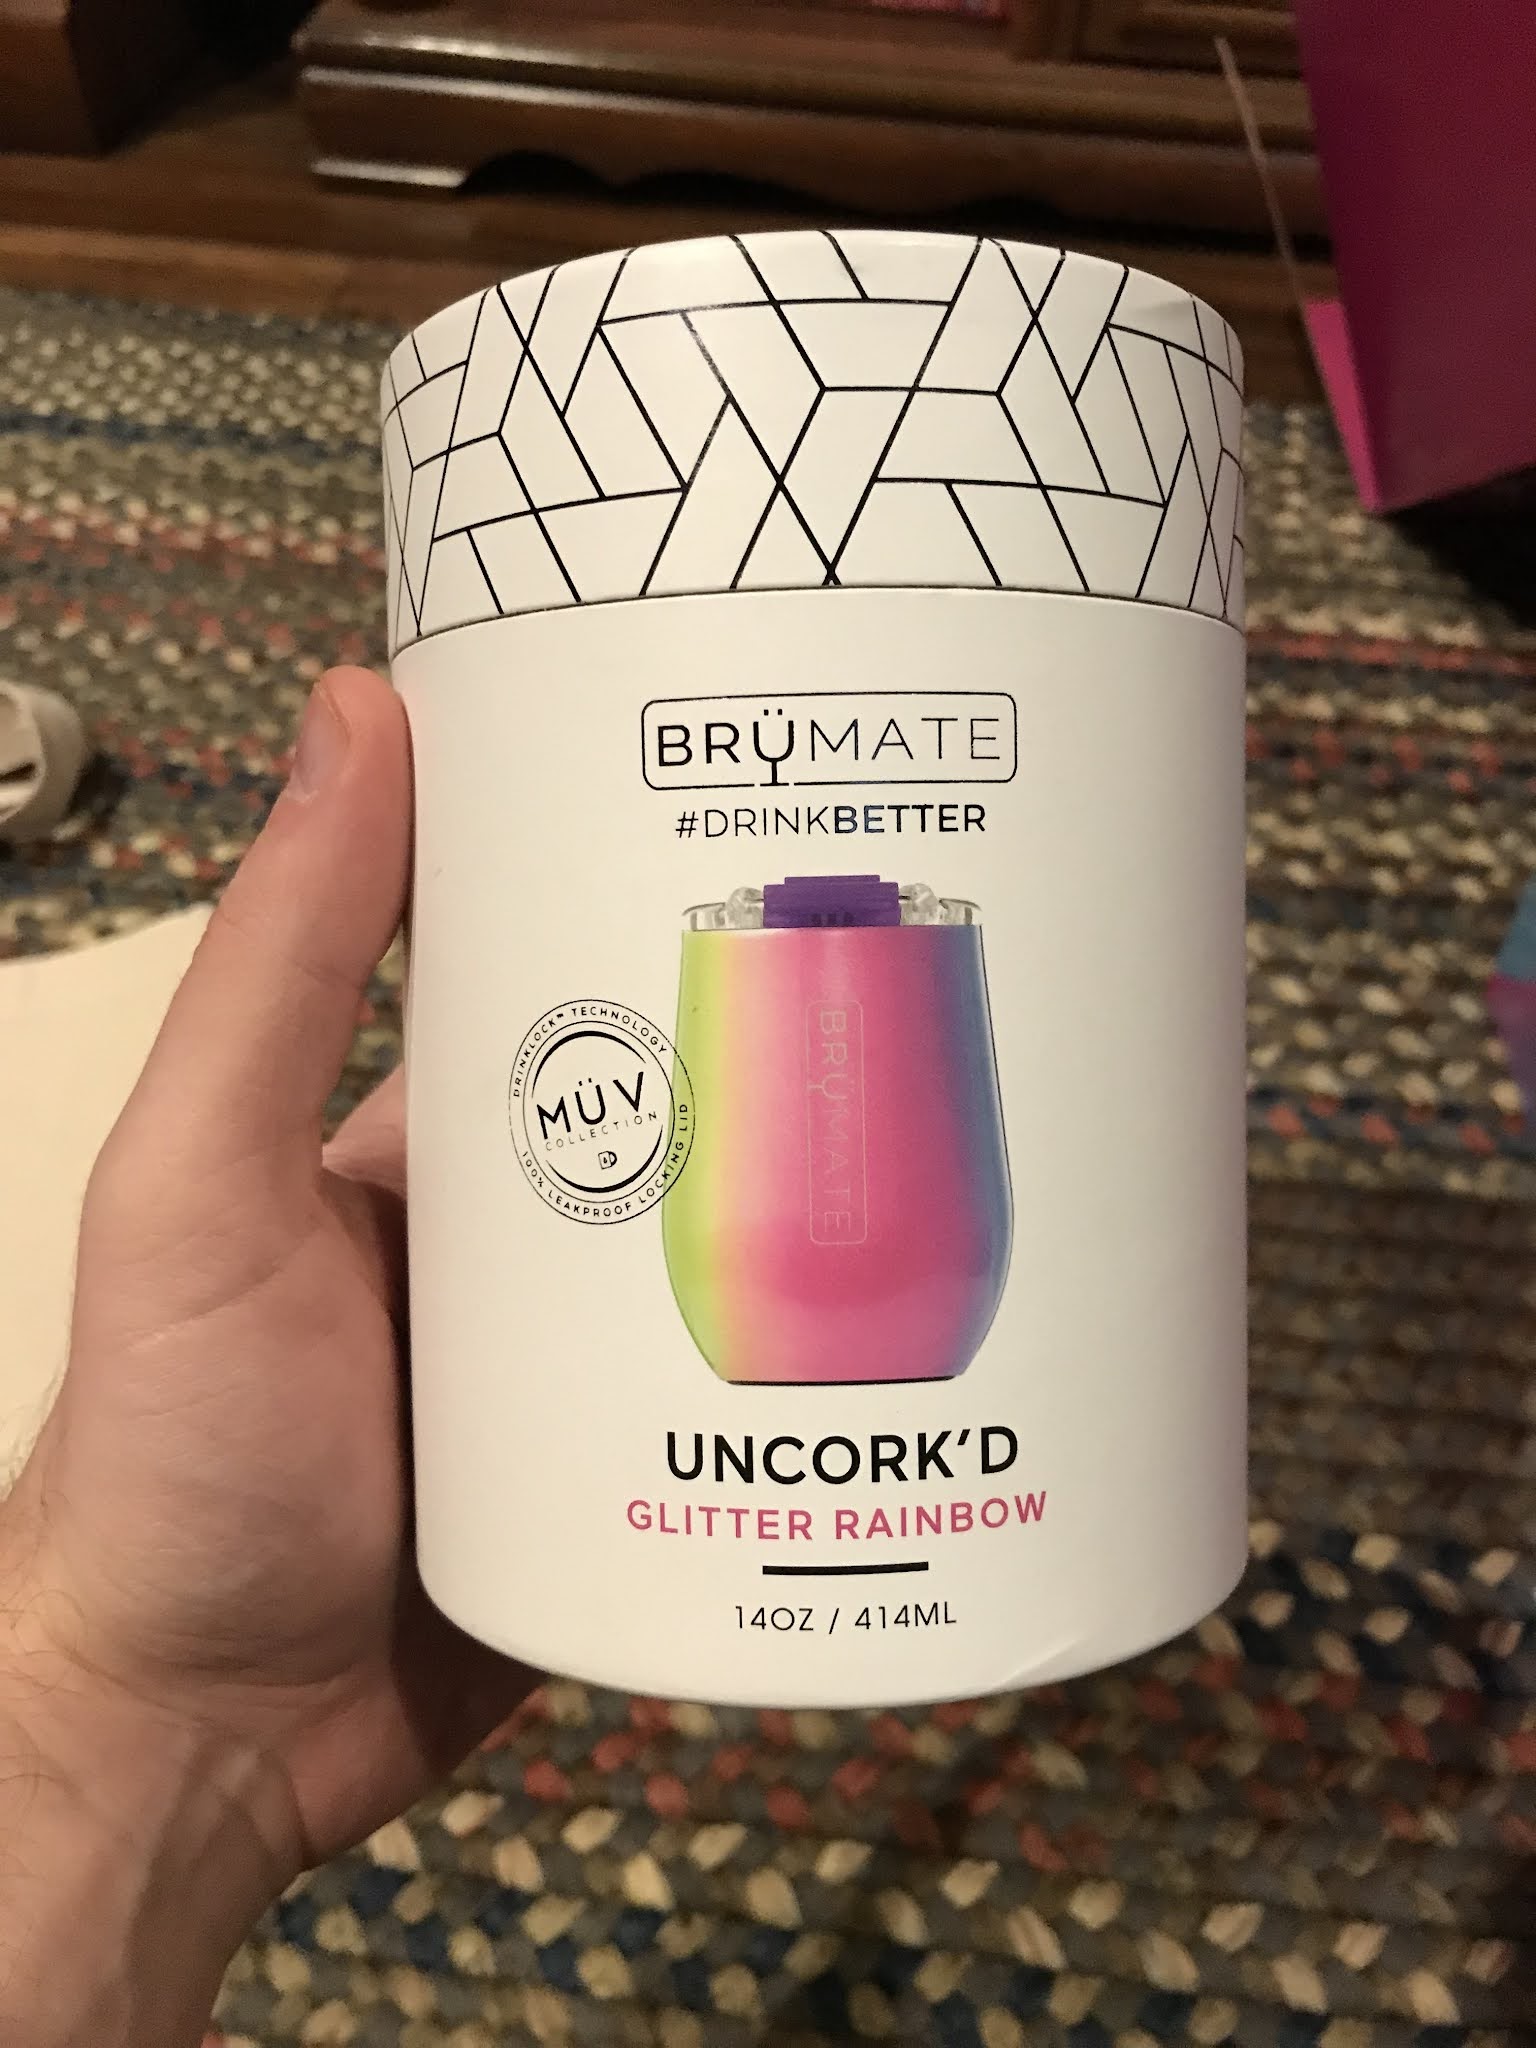 BRÜMATE
#DRINKBETTER
DRINKLOCK™ TECHNOLOGY
MÜV
COLLECTION
100% LEAKPROOF LOCKING LID
BRÜMATE
UNCORK'D
GLITTER RAINBOW
14OZ / 414ML